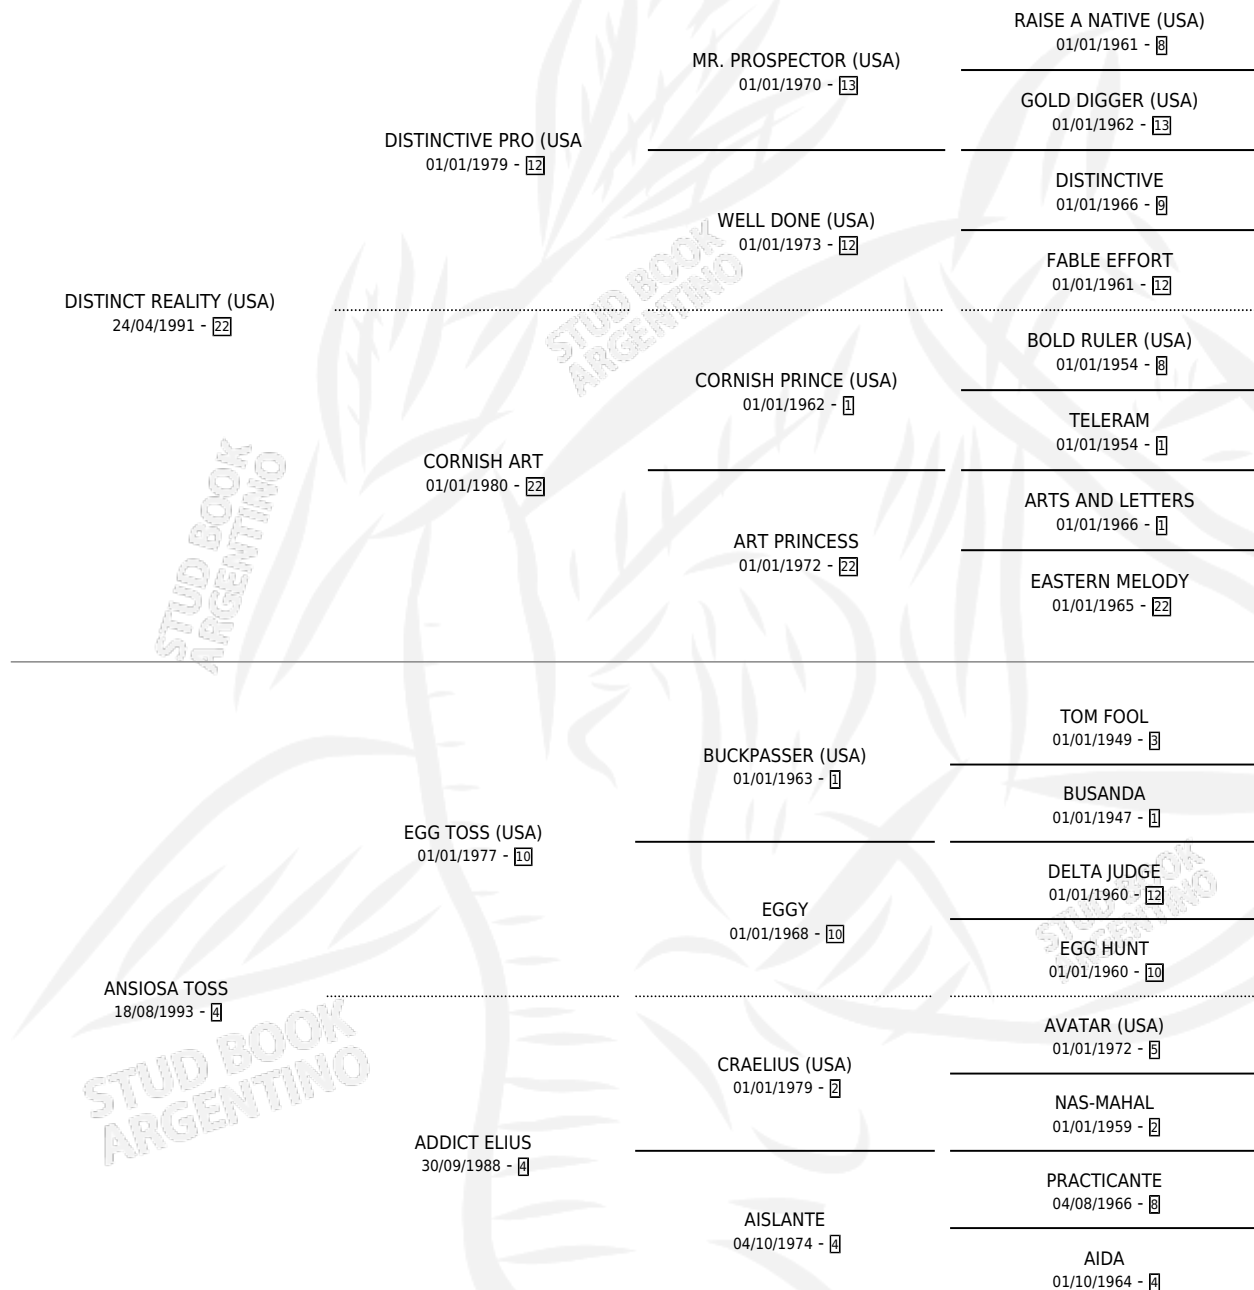 RAISE A NATIVE (USA)
01/01/1961 - 8
MR. PROSPECTOR (USA)
01/01/1970 - 13
GOLD DIGGER (USA)
01/01/1962 - 13
DISTINCTIVE PRO (USA
01/01/1979 - 12
DISTINCTIVE
01/01/1966 - 9
WELL DONE (USA)
01/01/1973 - 12
FABLE EFFORT
01/01/1961 - 12
DISTINCT REALITY (USA)
24/04/1991 - 22
BOLD RULER (USA)
01/01/1954 - 8
CORNISH PRINCE (USA)
01/01/1962 - 1
TELERAM
01/01/1954 - 1
CORNISH ART
01/01/1980 - 22
ARTS AND LETTERS
01/01/1966 - 1
ART PRINCESS
01/01/1972 - 22
EASTERN MELODY
01/01/1965 - 22
TOM FOOL
01/01/1949 - 3
BUCKPASSER (USA)
01/01/1963 - 1
BUSANDA
01/01/1947 - 1
EGG TOSS (USA)
01/01/1977 - 10
DELTA JUDGE
01/01/1960 - 12
EGGY
01/01/1968 - 10
EGG HUNT
01/01/1960 - 10
ANSIOSA TOSS
18/08/1993 - 4
AVATAR (USA)
01/01/1972 - 5
CRAELIUS (USA)
01/01/1979 - 2
NAS-MAHAL
01/01/1959 - 2
ADDICT ELIUS
30/09/1988 - 4
PRACTICANTE
04/08/1966 - 8
AISLANTE
04/10/1974 - 4
AIDA
01/10/1964 - 4
STUD BOOK
ARGENTINO
STUD BOOK
ARGENTINO
STUD BOOK
ARGENTINO
STUD BOOK
ARGENTINO